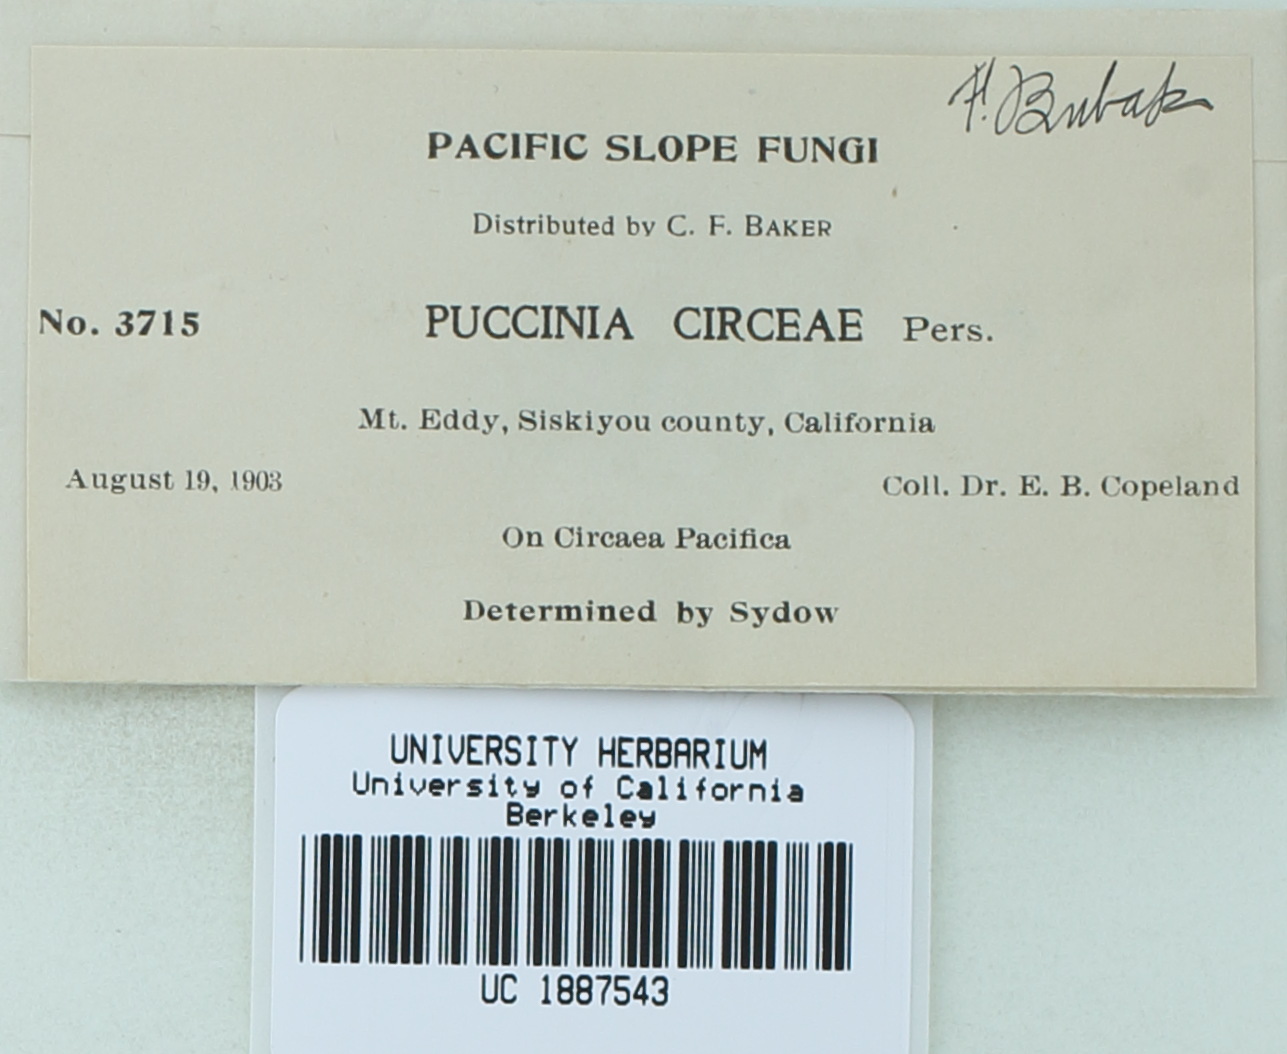 F. Bubak
PACIFIC SLOPE FUNGI
Distributed by C. F. BAKER
No. 3715 PUCCINIA CIRCEAE Pers.
Mt. Eddy, Siskiyou county, California
August 19, 1903 Coll. Dr. E. B. Copeland
On Circaea Pacifica
Determined by Sydow
UNIVERSITY HERBARIUM
University of California
Berkeley
UC 1887543